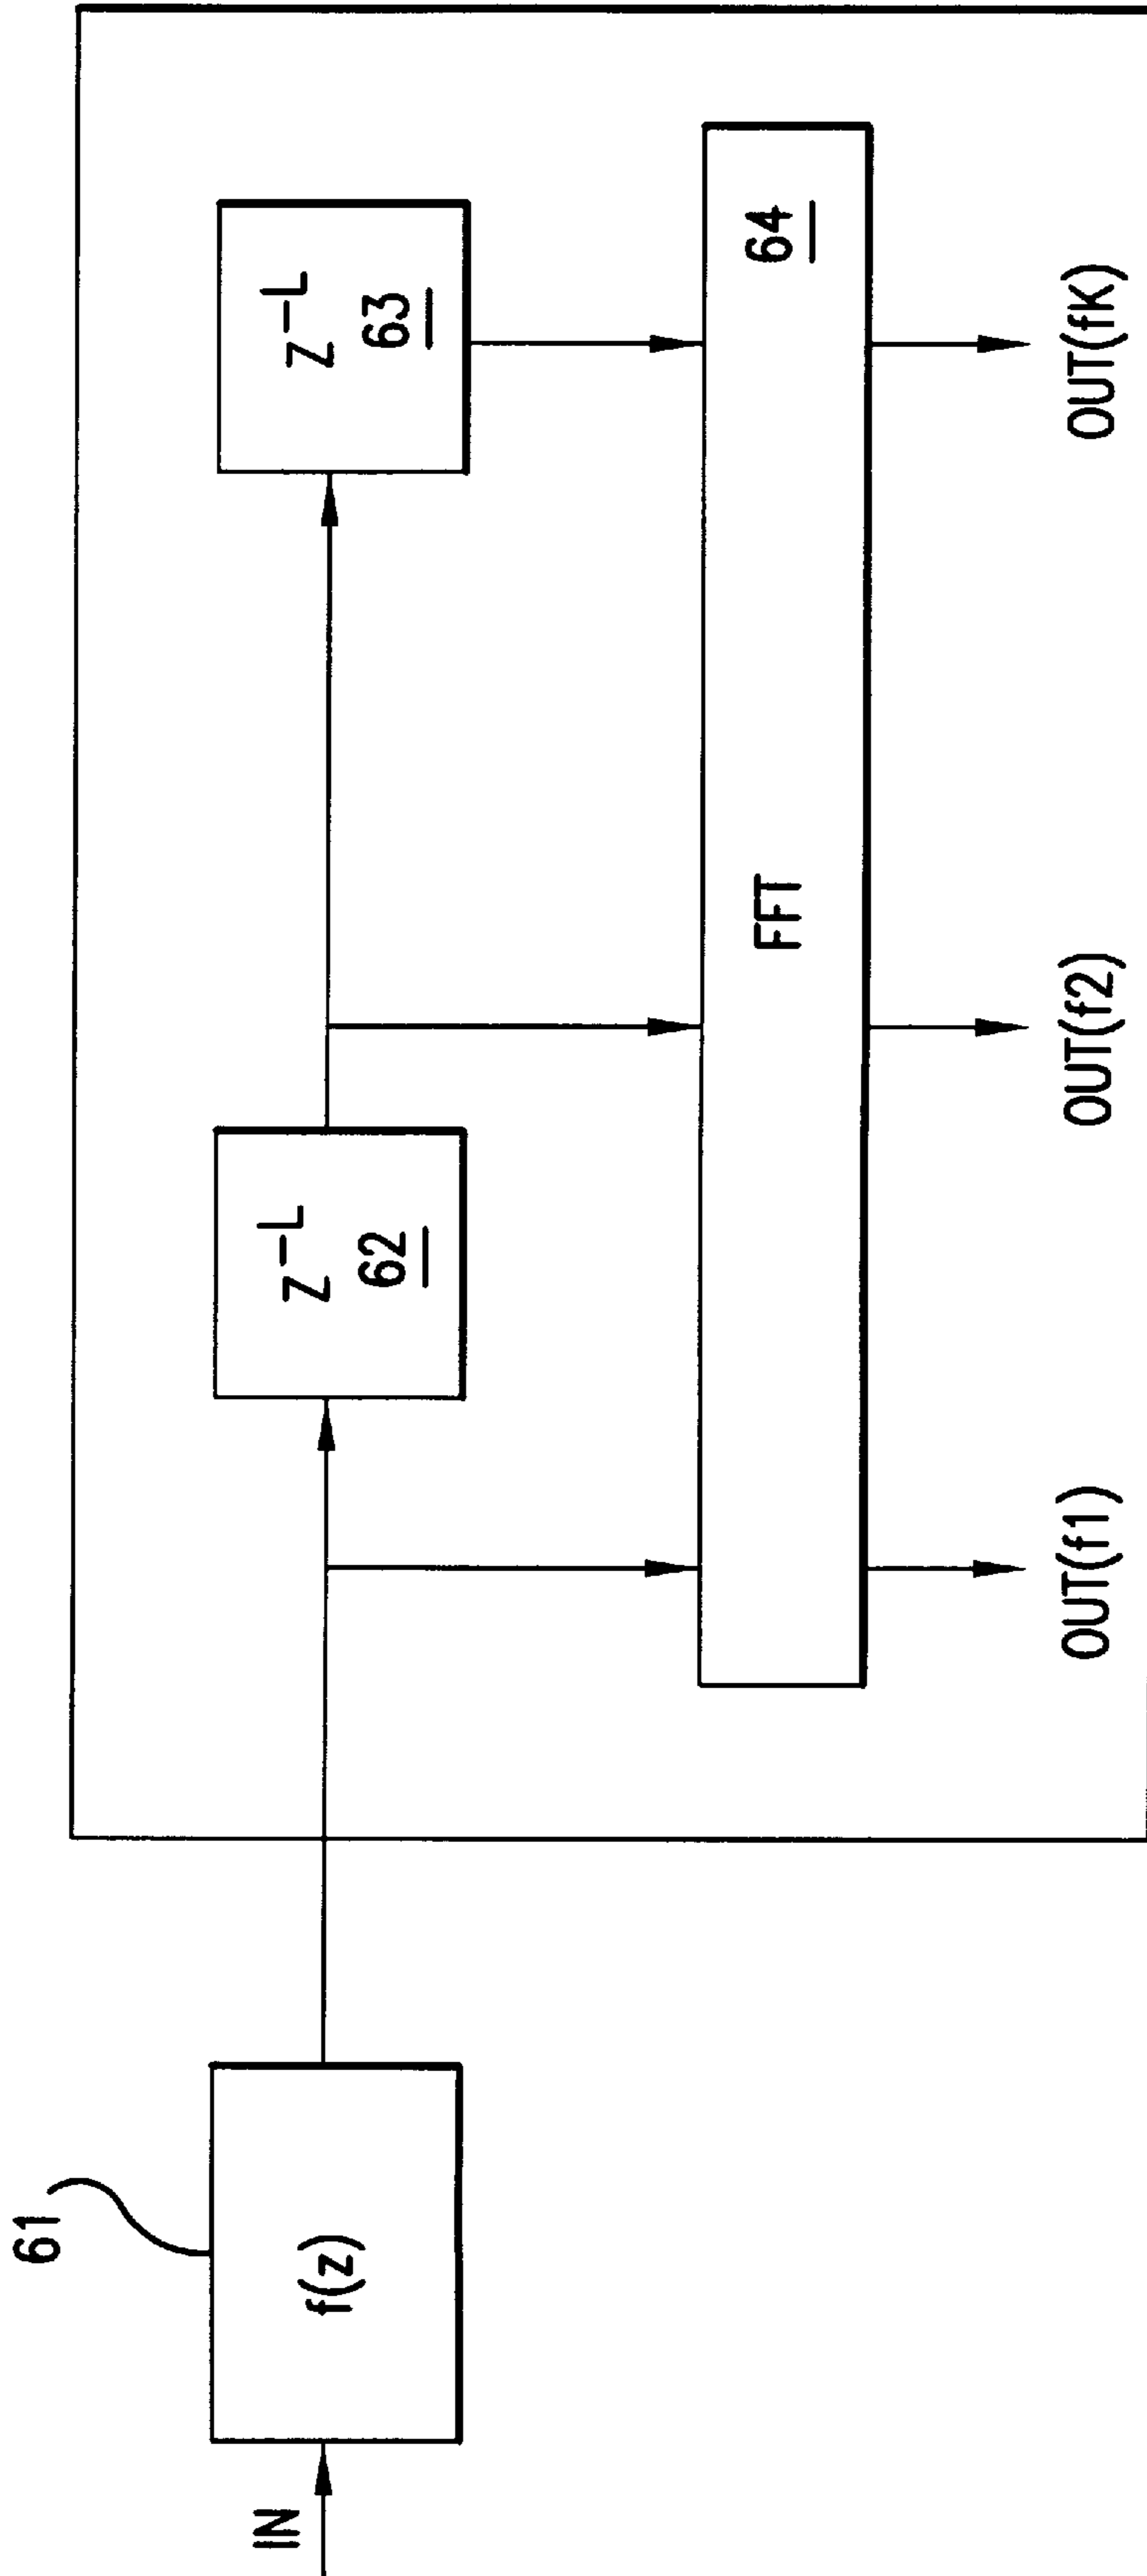 61
IN
f(z)
z^-L
62
z^-L
63
FFT
64
OUT(f1)
OUT(f2)
OUT(fK)